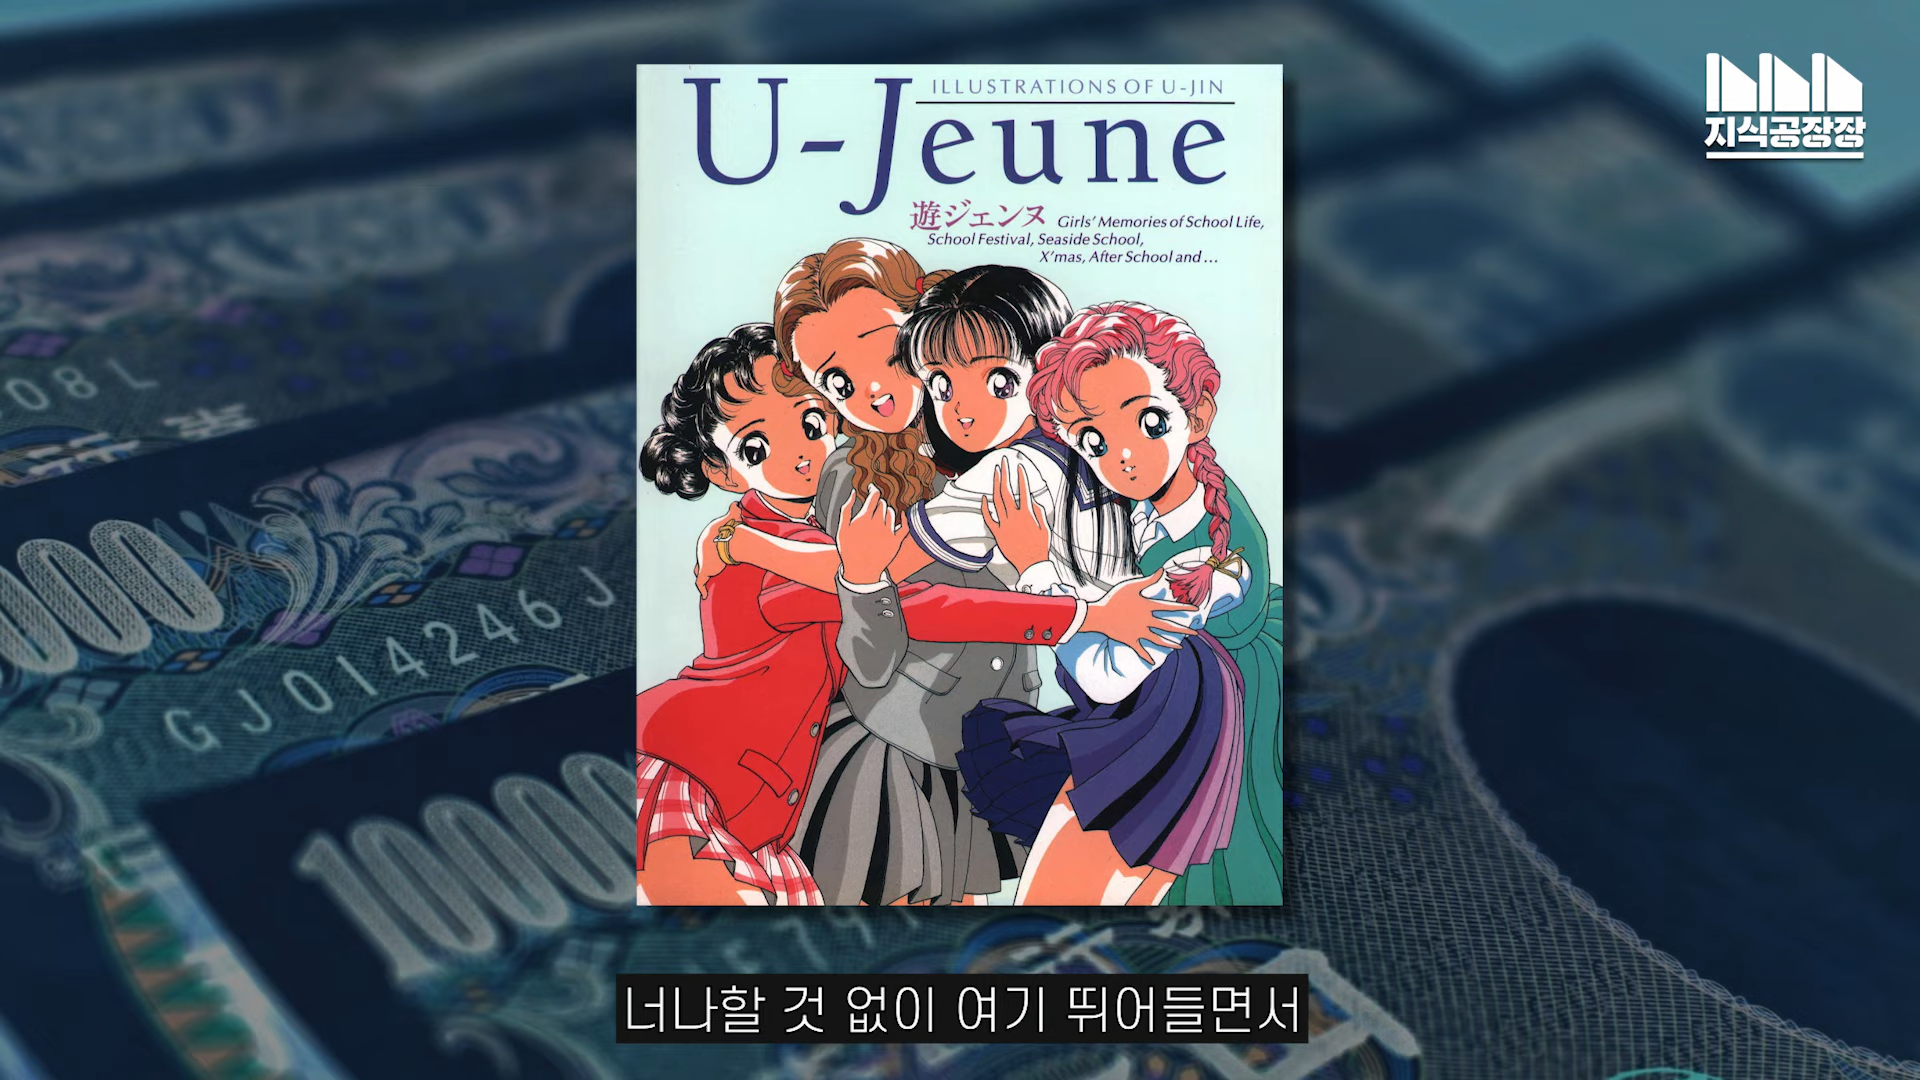 ILLUSTRATIONS OF U-JIN
U-Jeune
遊ジェンヌ Girls' Memories of School Life,
School Festival, Seaside School,
X'mas, After School and ...
지식공장장
GJ014246J
10000
너나할 것 없이 여기 뛰어들면서